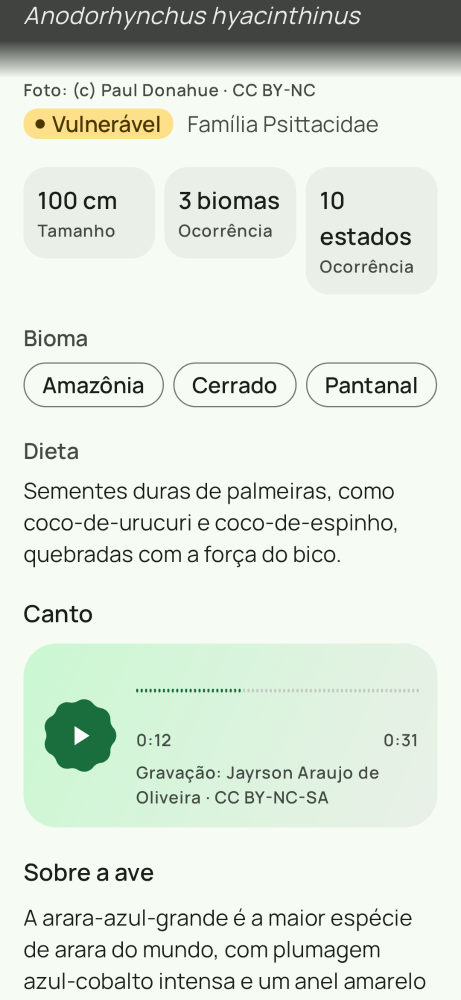 Anodorhynchus hyacinthinus
Foto: (c) Paul Donahue · CC BY-NC
• Vulnerável Família Psittacidae
100 cm
Tamanho
3 biomas
Ocorrência
10
estados
Ocorrência
Bioma
Amazônia Cerrado Pantanal
Dieta
Sementes duras de palmeiras, como
coco-de-urucuri e coco-de-espinho,
quebradas com a força do bico.
Canto
0:12 0:31
Gravação: Jayrson Araujo de
Oliveira · CC BY-NC-SA
Sobre a ave
A arara-azul-grande é a maior espécie
de arara do mundo, com plumagem
azul-cobalto intensa e um anel amarelo